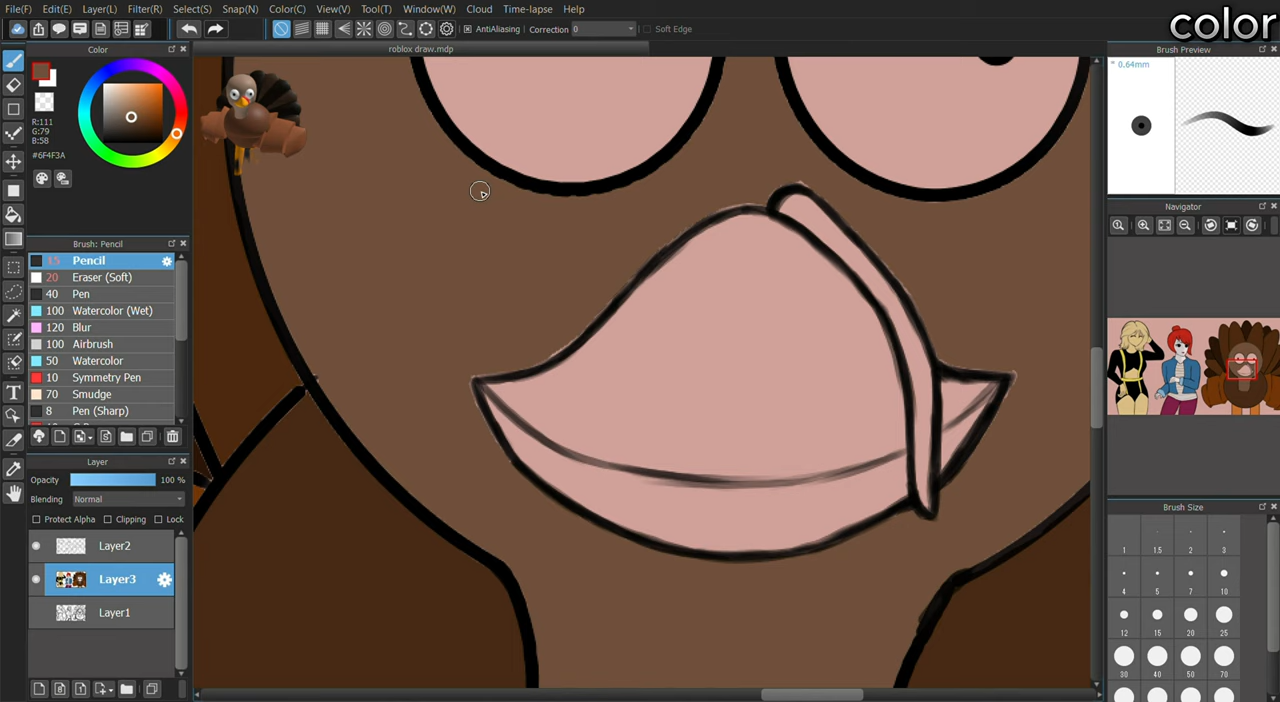 File(F) Edit(E) Layer(L) Filter(R) Select(S) Snap(N) Color(C) View(V) Tool(T) Window(W) Cloud Time-lapse Help
color
AntiAliasing Correction 0 Soft Edge
Color
roblox draw.mdp
Brush Preview
0.64mm
R:111
G:79
B:58
#6F4F3A
Navigator
Brush: Pencil
15 Pencil
20 Eraser (Soft)
40 Pen
100 Watercolor (Wet)
120 Blur
100 Airbrush
50 Watercolor
10 Symmetry Pen
70 Smudge
8 Pen (Sharp)
Layer
Opacity 100 %
Blending Normal
Protect Alpha Clipping Lock
Layer2
Layer3
Layer1
Brush Size
1 1.5 2 3
4 5 7 10
12 15 20 25
30 40 50 70